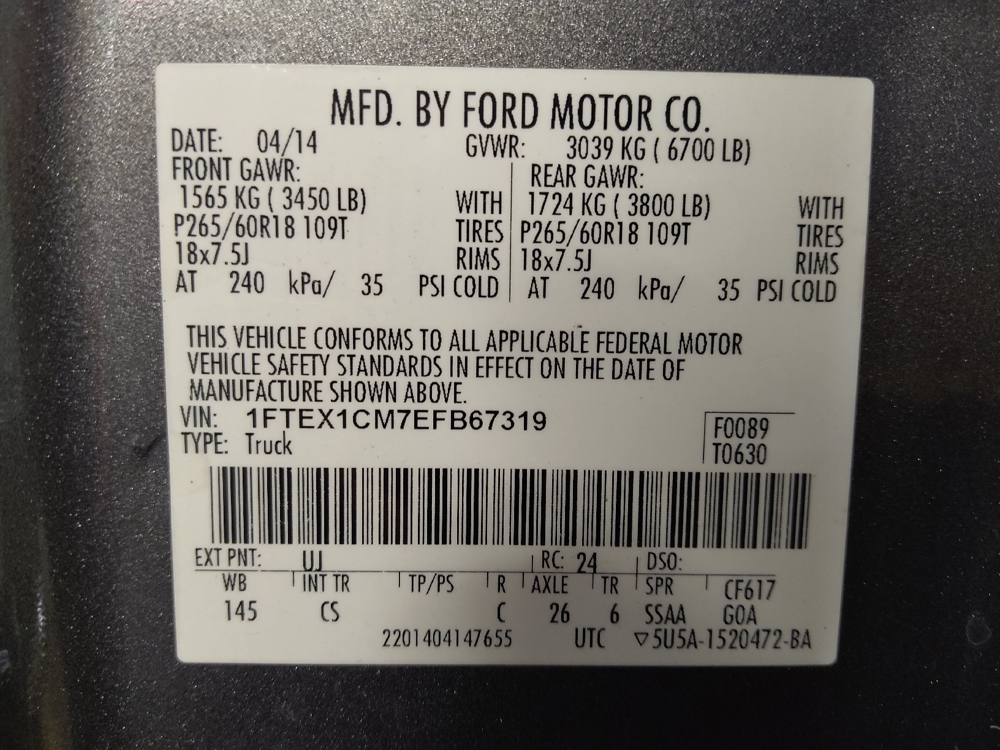 MFD. BY FORD MOTOR CO.
DATE: 04/14 GVWR: 3039 KG ( 6700 LB)
FRONT GAWR: REAR GAWR:
1565 KG ( 3450 LB) WITH 1724 KG ( 3800 LB) WITH
P265/60R18 109T TIRES P265/60R18 109T TIRES
18x7.5J RIMS 18x7.5J RIMS
AT 240 kPa/ 35 PSI COLD AT 240 kPa/ 35 PSI COLD
THIS VEHICLE CONFORMS TO ALL APPLICABLE FEDERAL MOTOR
VEHICLE SAFETY STANDARDS IN EFFECT ON THE DATE OF
MANUFACTURE SHOWN ABOVE.
VIN: 1FTEX1CM7EFB67319 F0089
TYPE: Truck T0630
EXT PNT: UJ RC: 24 DSO:
WB INT TR TP/PS R AXLE TR SPR CF617
145 CS C 26 6 SSAA GOA
2201404147655 UTC ▽5U5A-1520472-BA